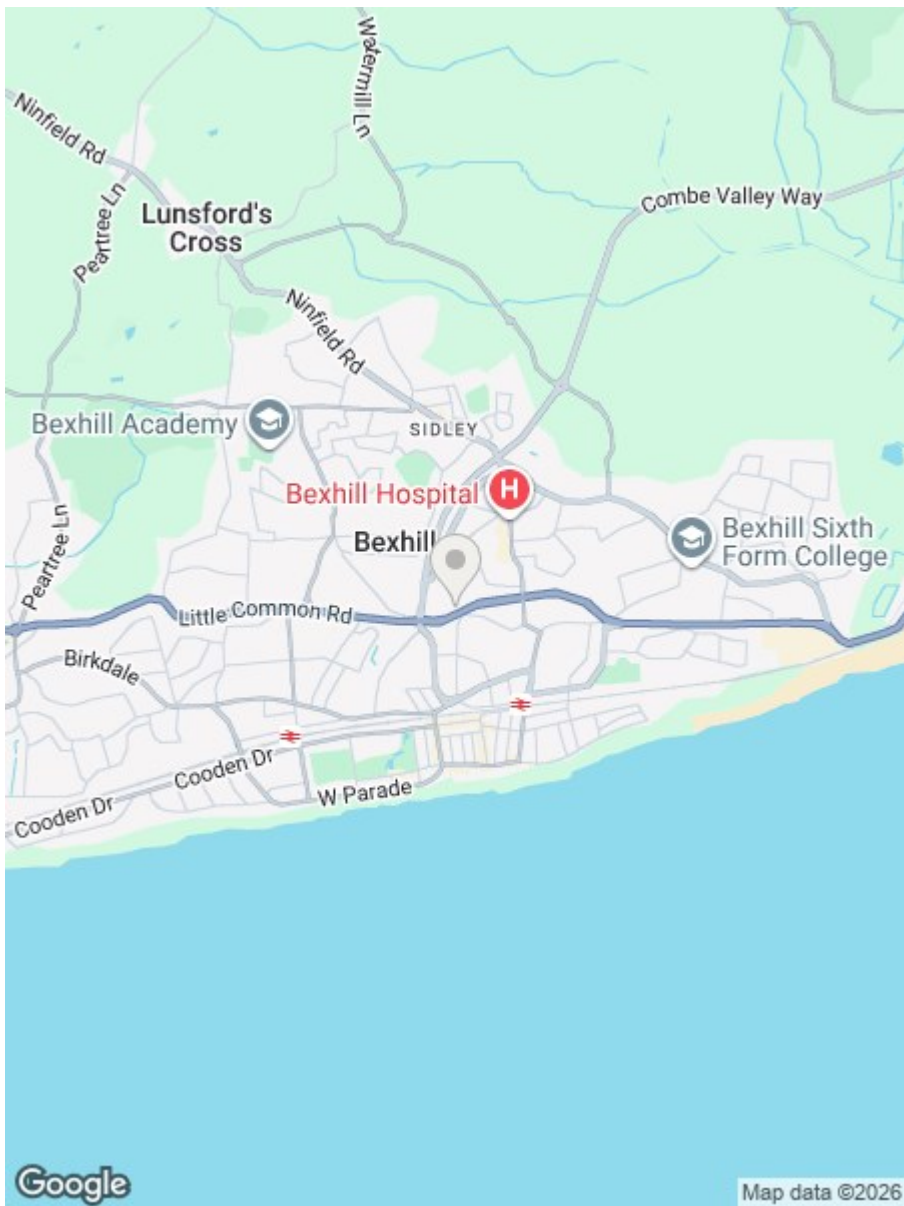 Watermill Ln
Ninfield Rd
Combe Valley Way
Peartree Ln
Lunsford's
Cross
Ninfield Rd
Bexhill Academy
SIDLEY
Bexhill Hospital
H
Bexhill
Bexhill Sixth
Form College
Peartree Ln
Little Common Rd
Birkdale
Cooden Dr
W Parade
Cooden Dr
Google
Map data ©2026